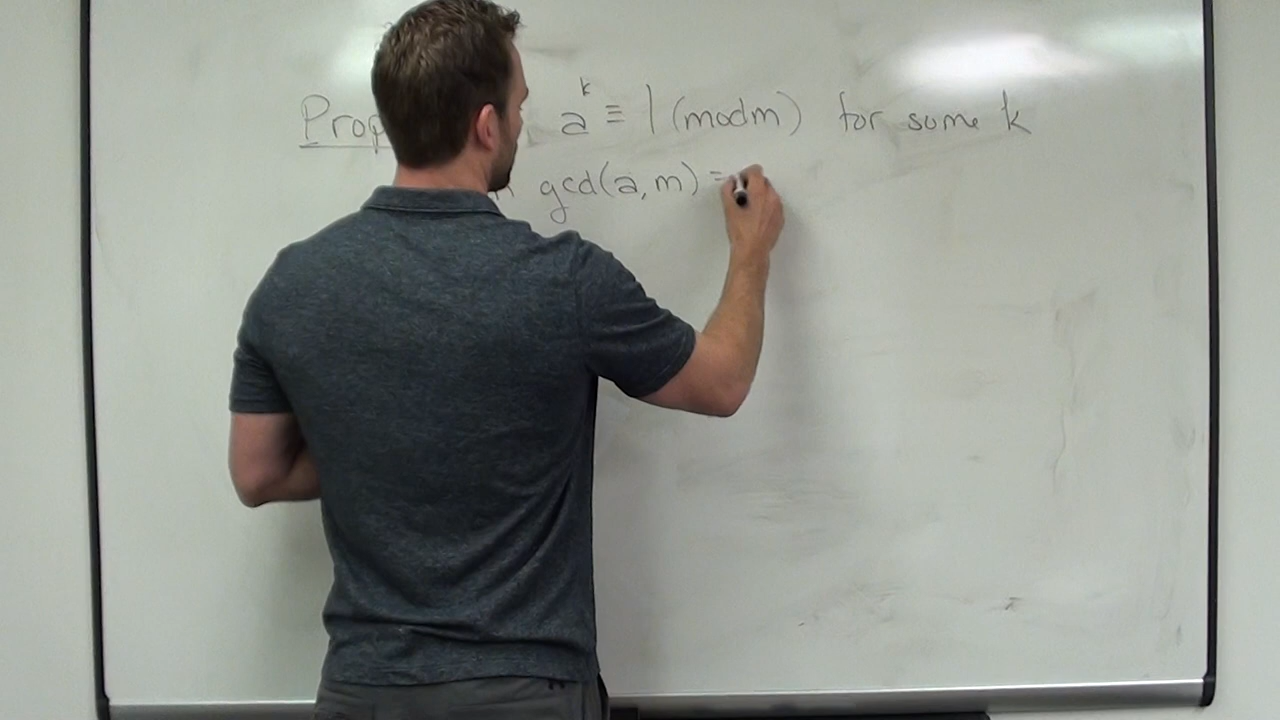 Prop a^k ≡ 1 (mod m) for some k
gcd(a, m) =